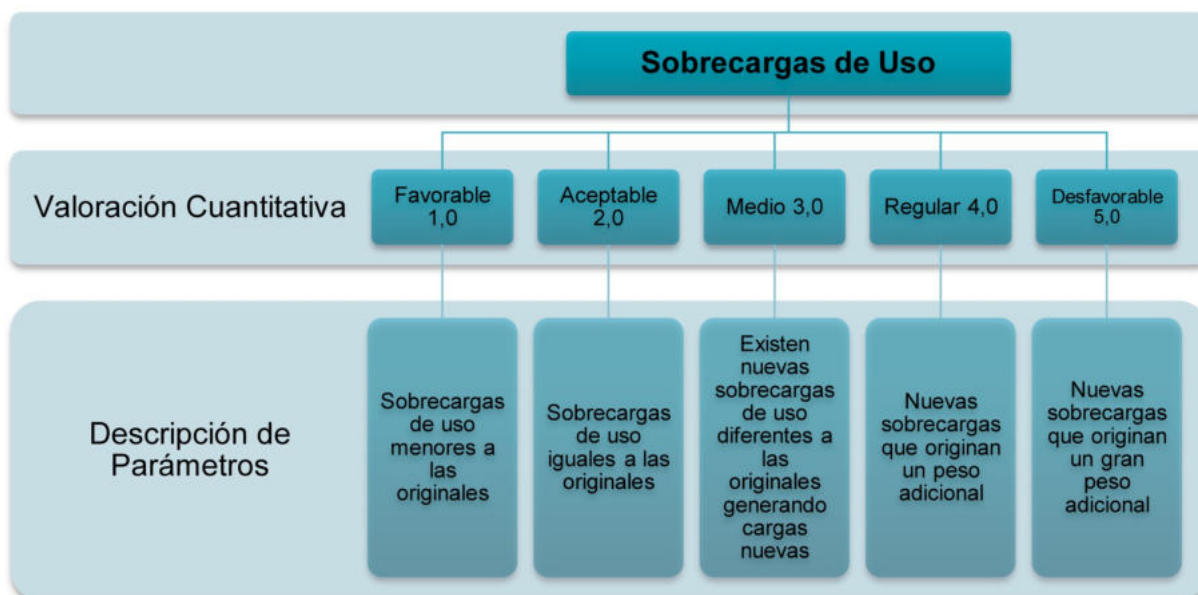 Sobrecargas de Uso
Valoración Cuantitativa
Favorable
1,0
Aceptable
2,0
Medio 3,0
Regular 4,0
Desfavorable
5,0
Descripción de
Parámetros
Sobrecargas
de uso
menores a
las
originales
Sobrecargas
de uso
iguales a las
originales
Existen
nuevas
sobrecargas
de uso
diferentes a
las
originales
generando
cargas
nuevas
Nuevas
sobrecargas
que originan
un peso
adicional
Nuevas
sobrecargas
que originan
un gran
peso
adicional